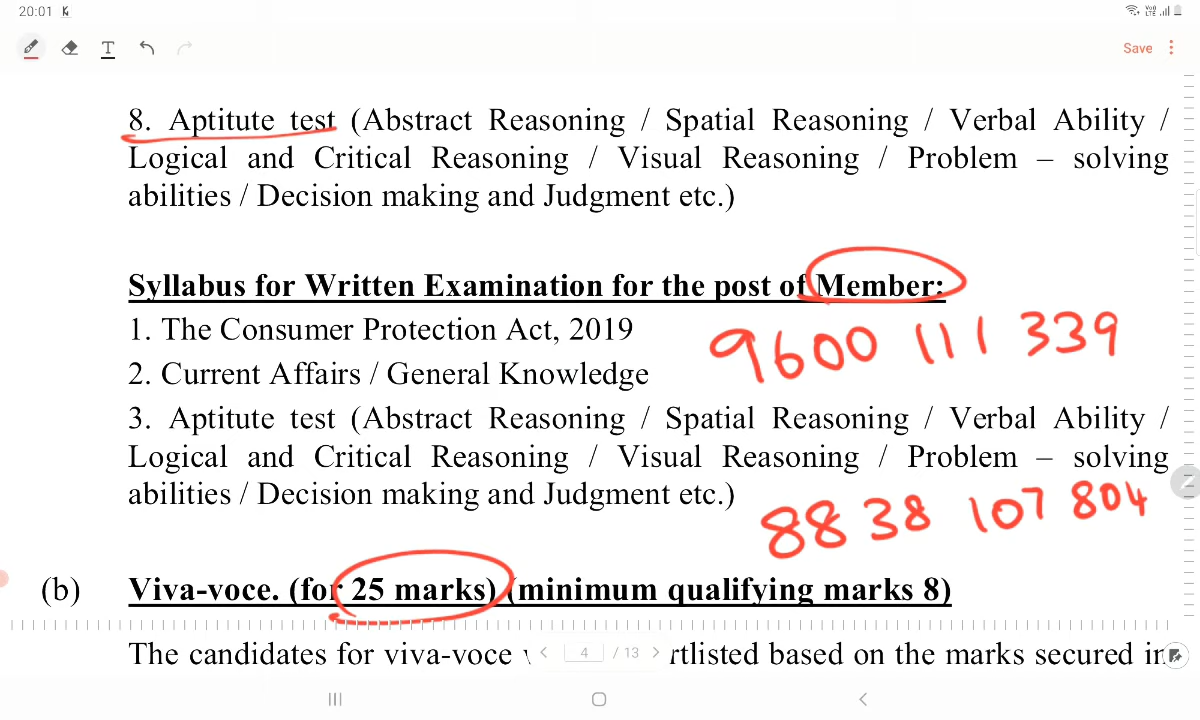 20:01
Save
8. Aptitute test (Abstract Reasoning / Spatial Reasoning / Verbal Ability /
Logical and Critical Reasoning / Visual Reasoning / Problem – solving
abilities / Decision making and Judgment etc.)
Syllabus for Written Examination for the post of Member:
1. The Consumer Protection Act, 2019
9600 111 339
2. Current Affairs / General Knowledge
3. Aptitute test (Abstract Reasoning / Spatial Reasoning / Verbal Ability /
Logical and Critical Reasoning / Visual Reasoning / Problem – solving
abilities / Decision making and Judgment etc.)
8838 107 804
(b) Viva-voce. (for 25 marks) (minimum qualifying marks 8)
The candidates for viva-voce rtlisted based on the marks secured in
4 / 13